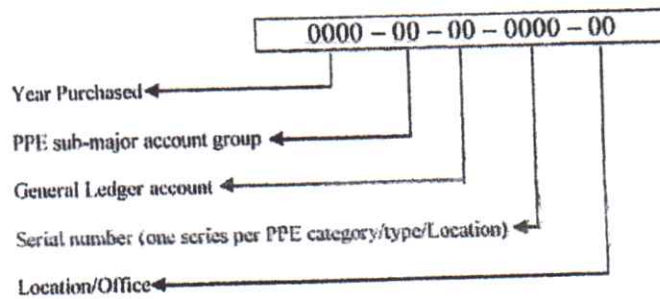 0000 – 00 – 00 – 0000 – 00
Year Purchased
PPE sub-major account group
General Ledger account
Serial number (one series per PPE category/type/Location)
Location/Office